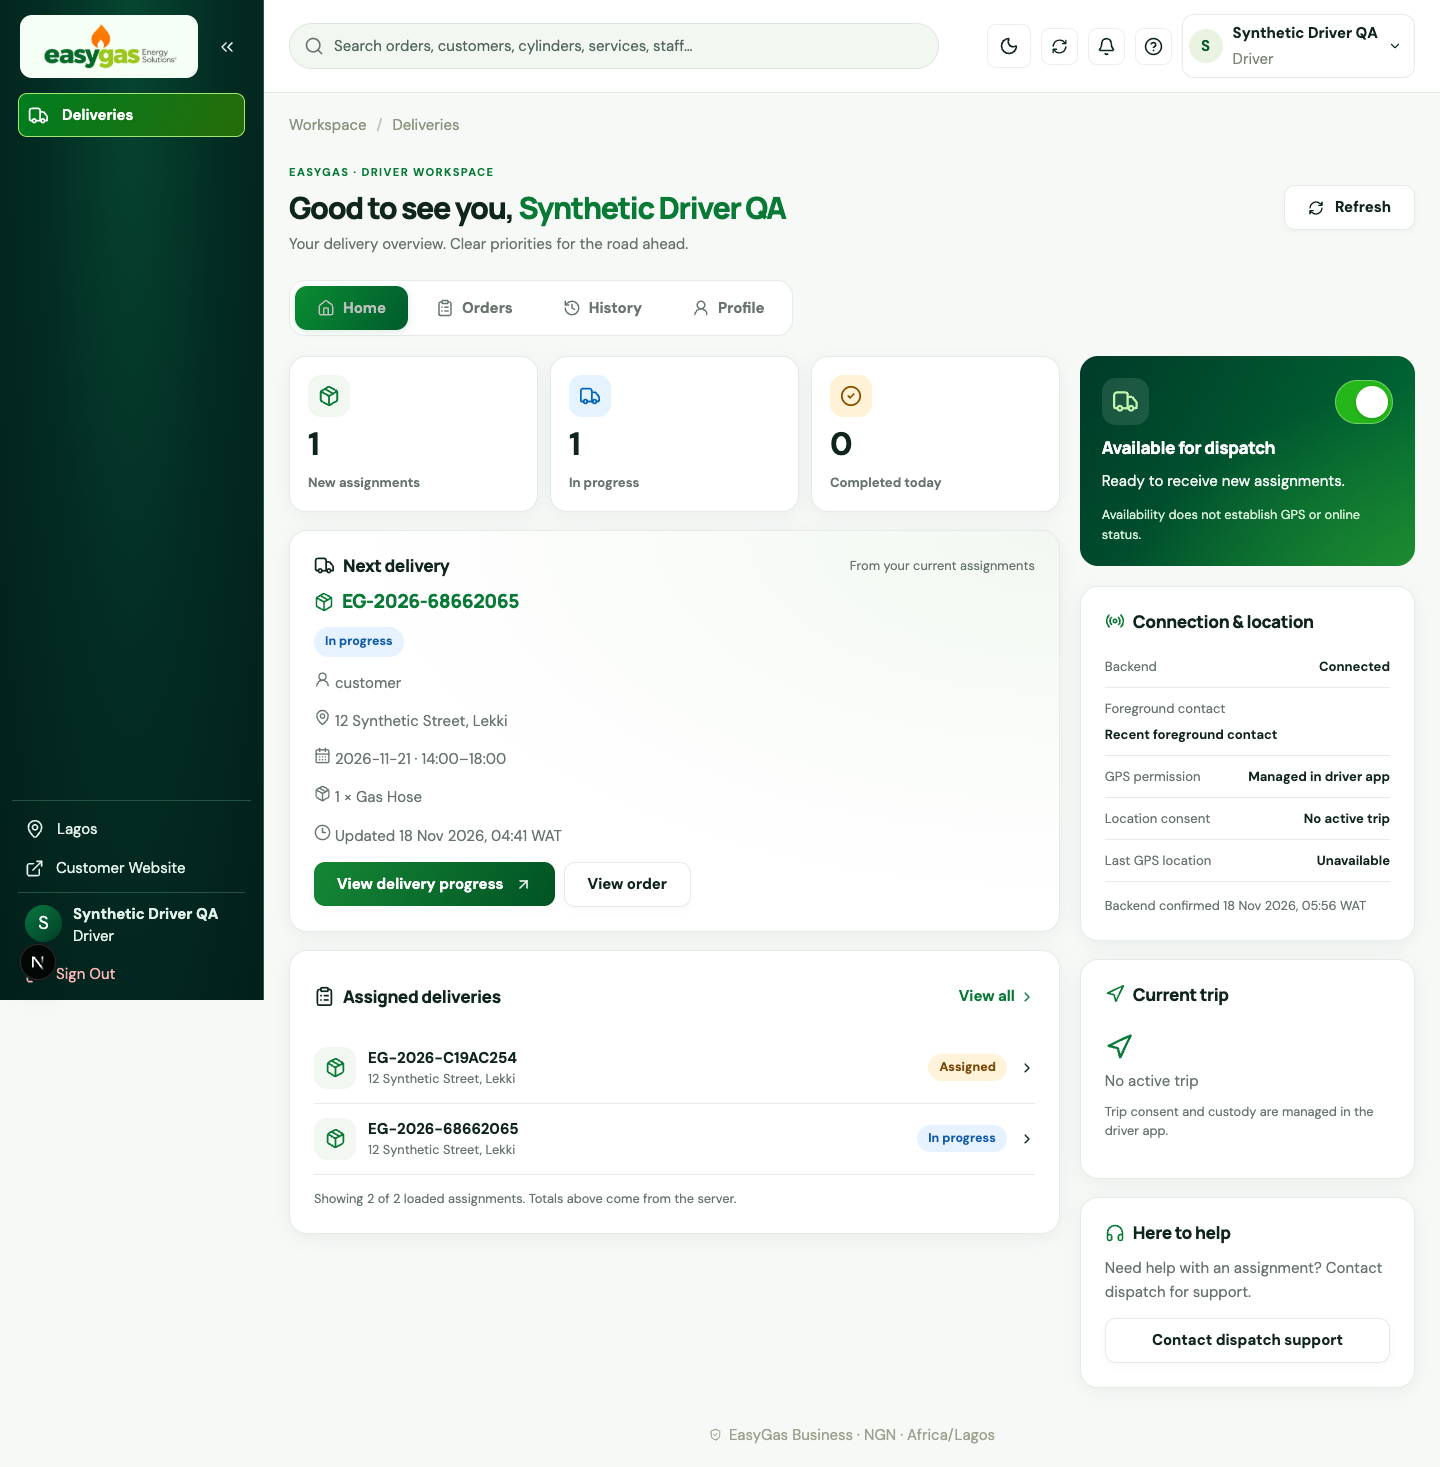 easygas Energy Solutions
Deliveries
Lagos
Customer Website
S
Synthetic Driver QA
Driver
N
Sign Out
Search orders, customers, cylinders, services, staff...
S
Synthetic Driver QA
Driver
Workspace / Deliveries
EASYGAS · DRIVER WORKSPACE
Good to see you, Synthetic Driver QA
Your delivery overview. Clear priorities for the road ahead.
Refresh
Home
Orders
History
Profile
1
New assignments
1
In progress
0
Completed today
Next delivery
From your current assignments
EG-2026-68662065
In progress
customer
12 Synthetic Street, Lekki
2026-11-21 · 14:00–18:00
1 × Gas Hose
Updated 18 Nov 2026, 04:41 WAT
View delivery progress
View order
Assigned deliveries
View all
EG-2026-C19AC254
12 Synthetic Street, Lekki
Assigned
EG-2026-68662065
12 Synthetic Street, Lekki
In progress
Showing 2 of 2 loaded assignments. Totals above come from the server.
Available for dispatch
Ready to receive new assignments.
Availability does not establish GPS or online
status.
Connection & location
Backend
Connected
Foreground contact
Recent foreground contact
GPS permission
Managed in driver app
Location consent
No active trip
Last GPS location
Unavailable
Backend confirmed 18 Nov 2026, 05:56 WAT
Current trip
No active trip
Trip consent and custody are managed in the
driver app.
Here to help
Need help with an assignment? Contact
dispatch for support.
Contact dispatch support
EasyGas Business · NGN · Africa/Lagos